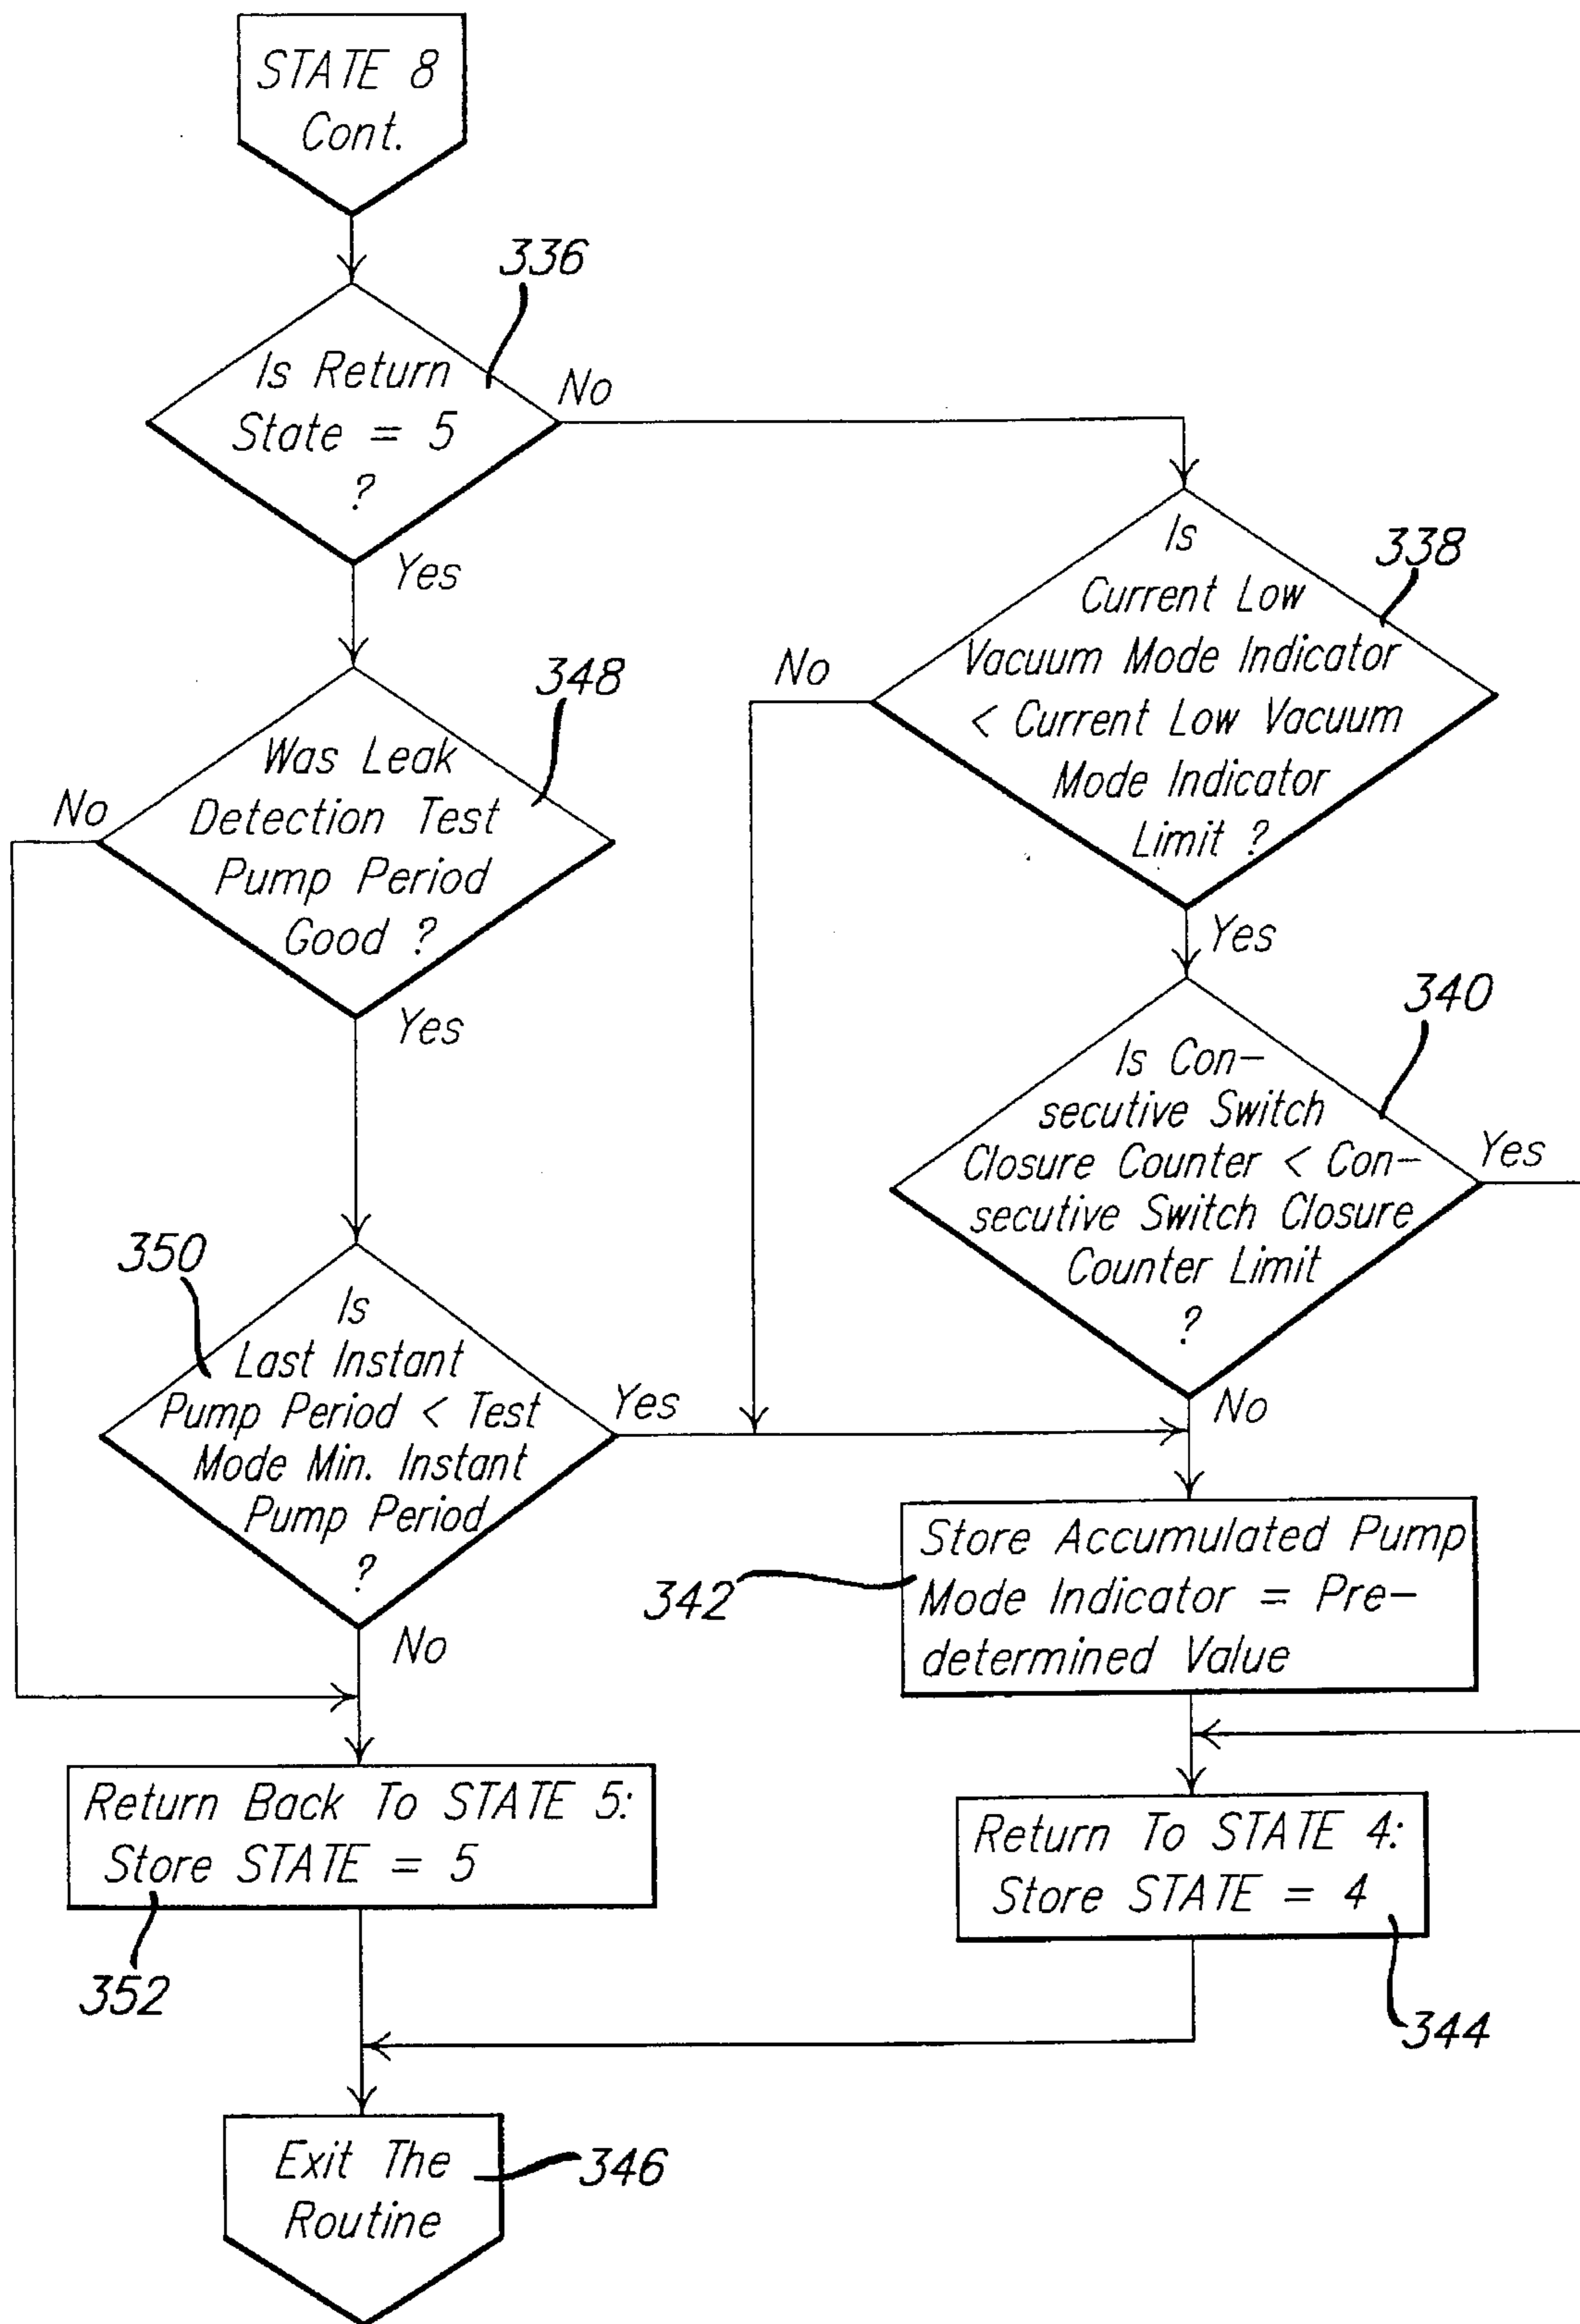 STATE 8
Cont.
336
Is Return
State = 5
?
No
Yes
Is
Current Low
Vacuum Mode Indicator
< Current Low Vacuum
Mode Indicator
Limit ?
338
No
Yes
348
Was Leak
Detection Test
Pump Period
Good ?
No
Yes
340
Is Con-
secutive Switch
Closure Counter < Con-
secutive Switch Closure
Counter Limit
?
Yes
No
350
Is
Last Instant
Pump Period < Test
Mode Min. Instant
Pump Period
?
Yes
No
Store Accumulated Pump
Mode Indicator = Pre-
determined Value
342
Return Back To STATE 5:
Store STATE = 5
352
Return To STATE 4:
Store STATE = 4
344
Exit The
Routine
346